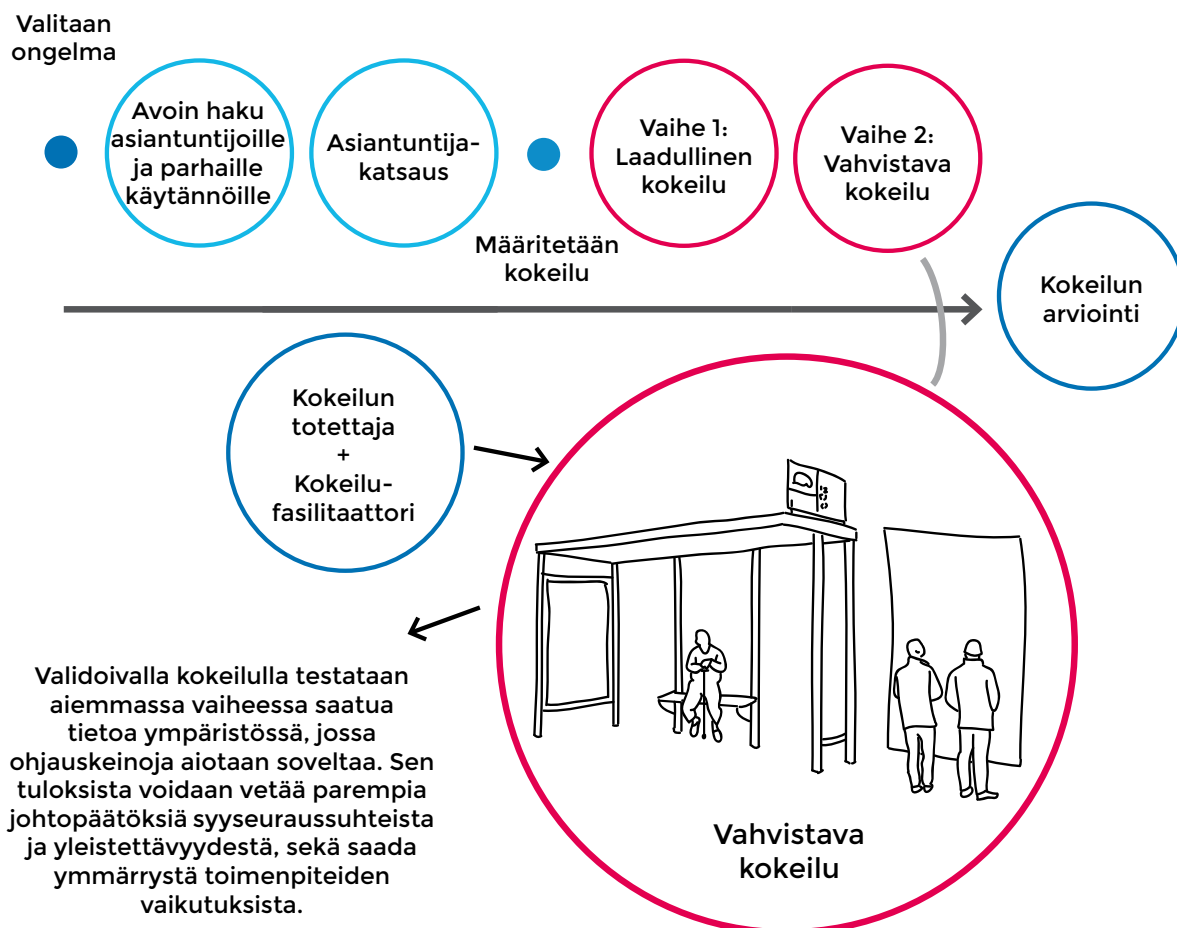 Valitaan
ongelma
Avoin haku
asiantuntijoille
ja parhaille
käytännöille
Asiantuntija-
katsaus
Määritetään
kokeilu
Vaihe 1:
Laadullinen
kokeilu
Vaihe 2:
Vahvistava
kokeilu
Kokeilun
arviointi
Kokeilun
totettaja
+
Kokeilu-
fasilitaattori
Validoivalla kokeilulla testataan
aiemmassa vaiheessa saatua
tietoa ympäristössä, jossa
ohjauskeinoja aiotaan soveltaa. Sen
tuloksista voidaan vetää parempia
johtopäätöksiä syyseuraussuhteista
ja yleistettävyydestä, sekä saada
ymmärrystä toimenpiteiden
vaikutuksista.
Vahvistava
kokeilu